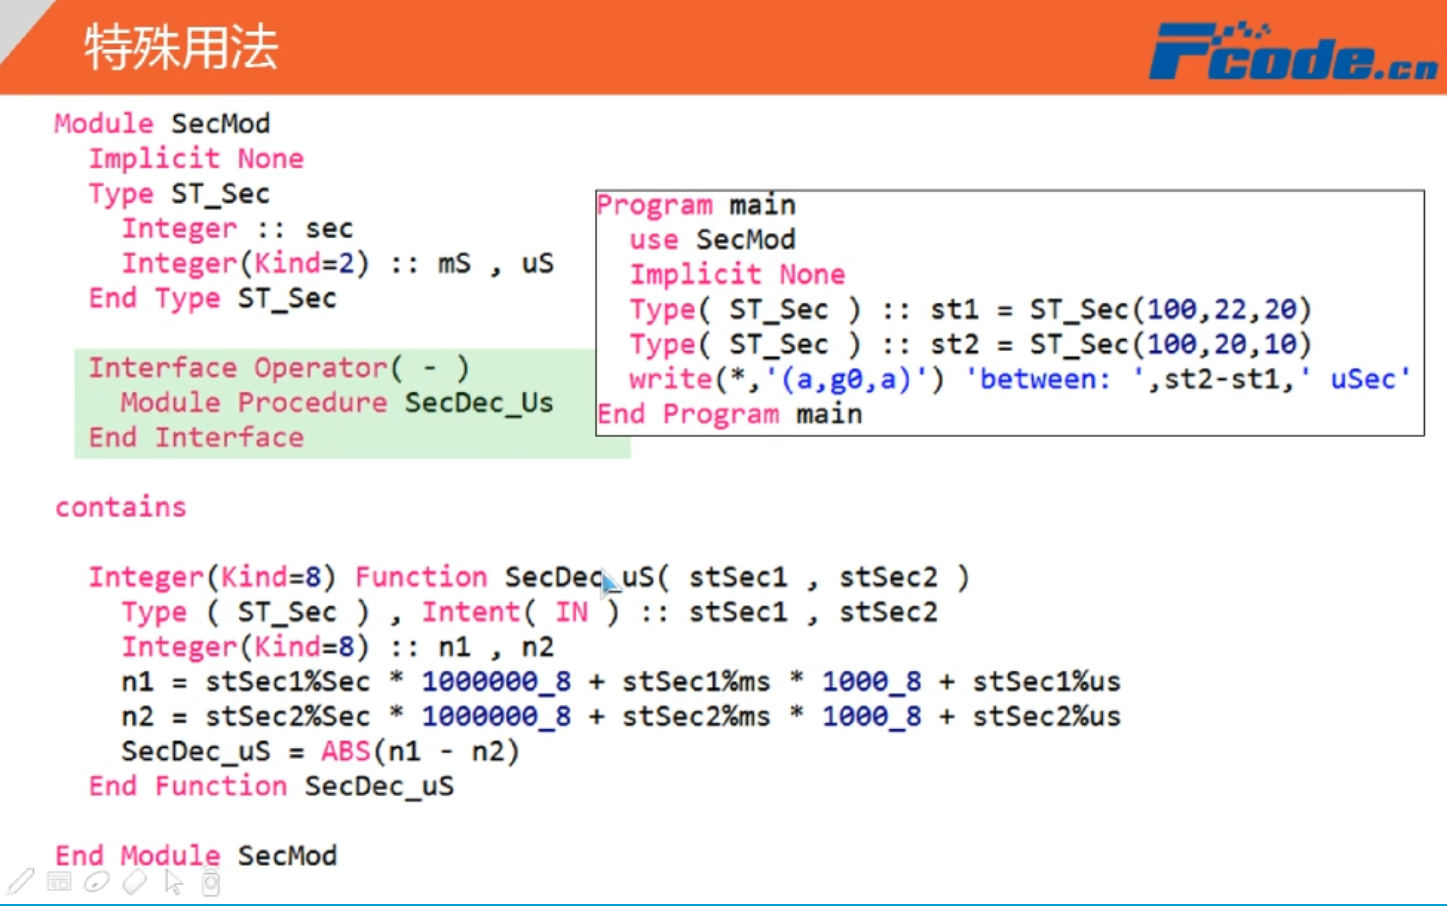 特殊用法
Fcode.cn
Module SecMod
Implicit None
Type ST_Sec
Integer :: sec
Integer(Kind=2) :: mS , uS
End Type ST_Sec
Interface Operator( - )
Module Procedure SecDec_Us
End Interface
contains
Integer(Kind=8) Function SecDec_uS( stSec1 , stSec2 )
Type ( ST_Sec ) , Intent( IN ) :: stSec1 , stSec2
Integer(Kind=8) :: n1 , n2
n1 = stSec1%Sec * 1000000_8 + stSec1%ms * 1000_8 + stSec1%us
n2 = stSec2%Sec * 1000000_8 + stSec2%ms * 1000_8 + stSec2%us
SecDec_uS = ABS(n1 - n2)
End Function SecDec_uS
End Module SecMod
Program main
use SecMod
Implicit None
Type( ST_Sec ) :: st1 = ST_Sec(100,22,20)
Type( ST_Sec ) :: st2 = ST_Sec(100,20,10)
write(*,'(a,g0,a)') 'between: ',st2-st1,' uSec'
End Program main